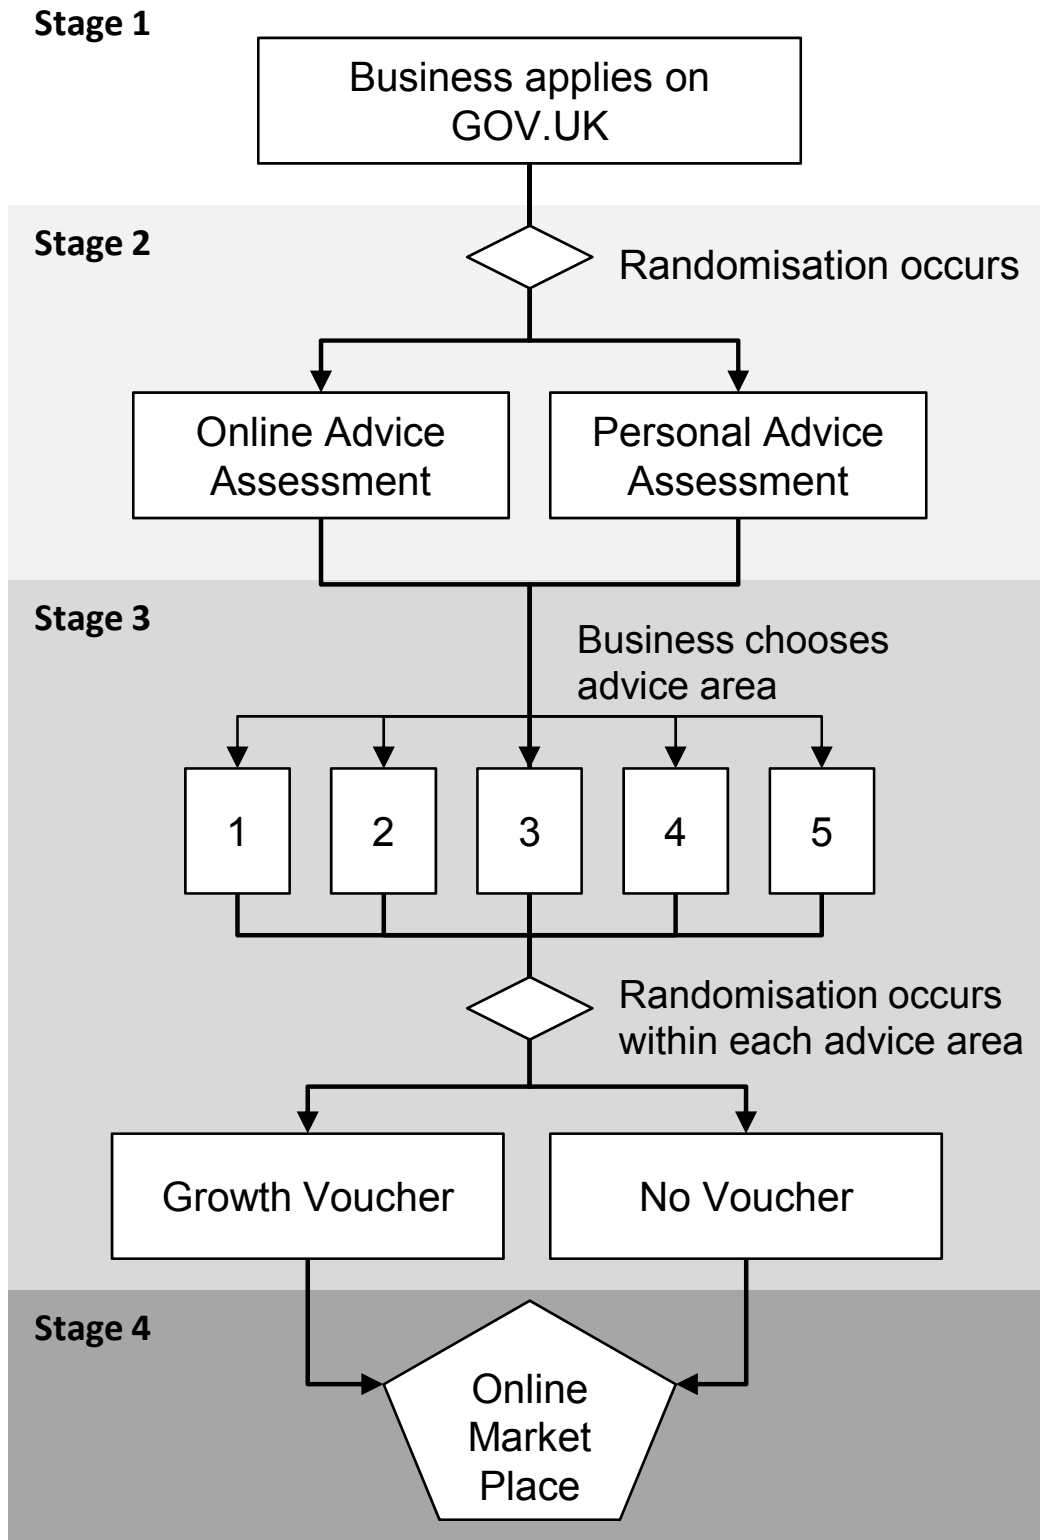 Stage 1
Business applies on
GOV.UK
Stage 2
Randomisation occurs
Online Advice
Assessment
Personal Advice
Assessment
Stage 3
Business chooses
advice area
1
2
3
4
5
Randomisation occurs
within each advice area
Growth Voucher
No Voucher
Stage 4
Online
Market
Place